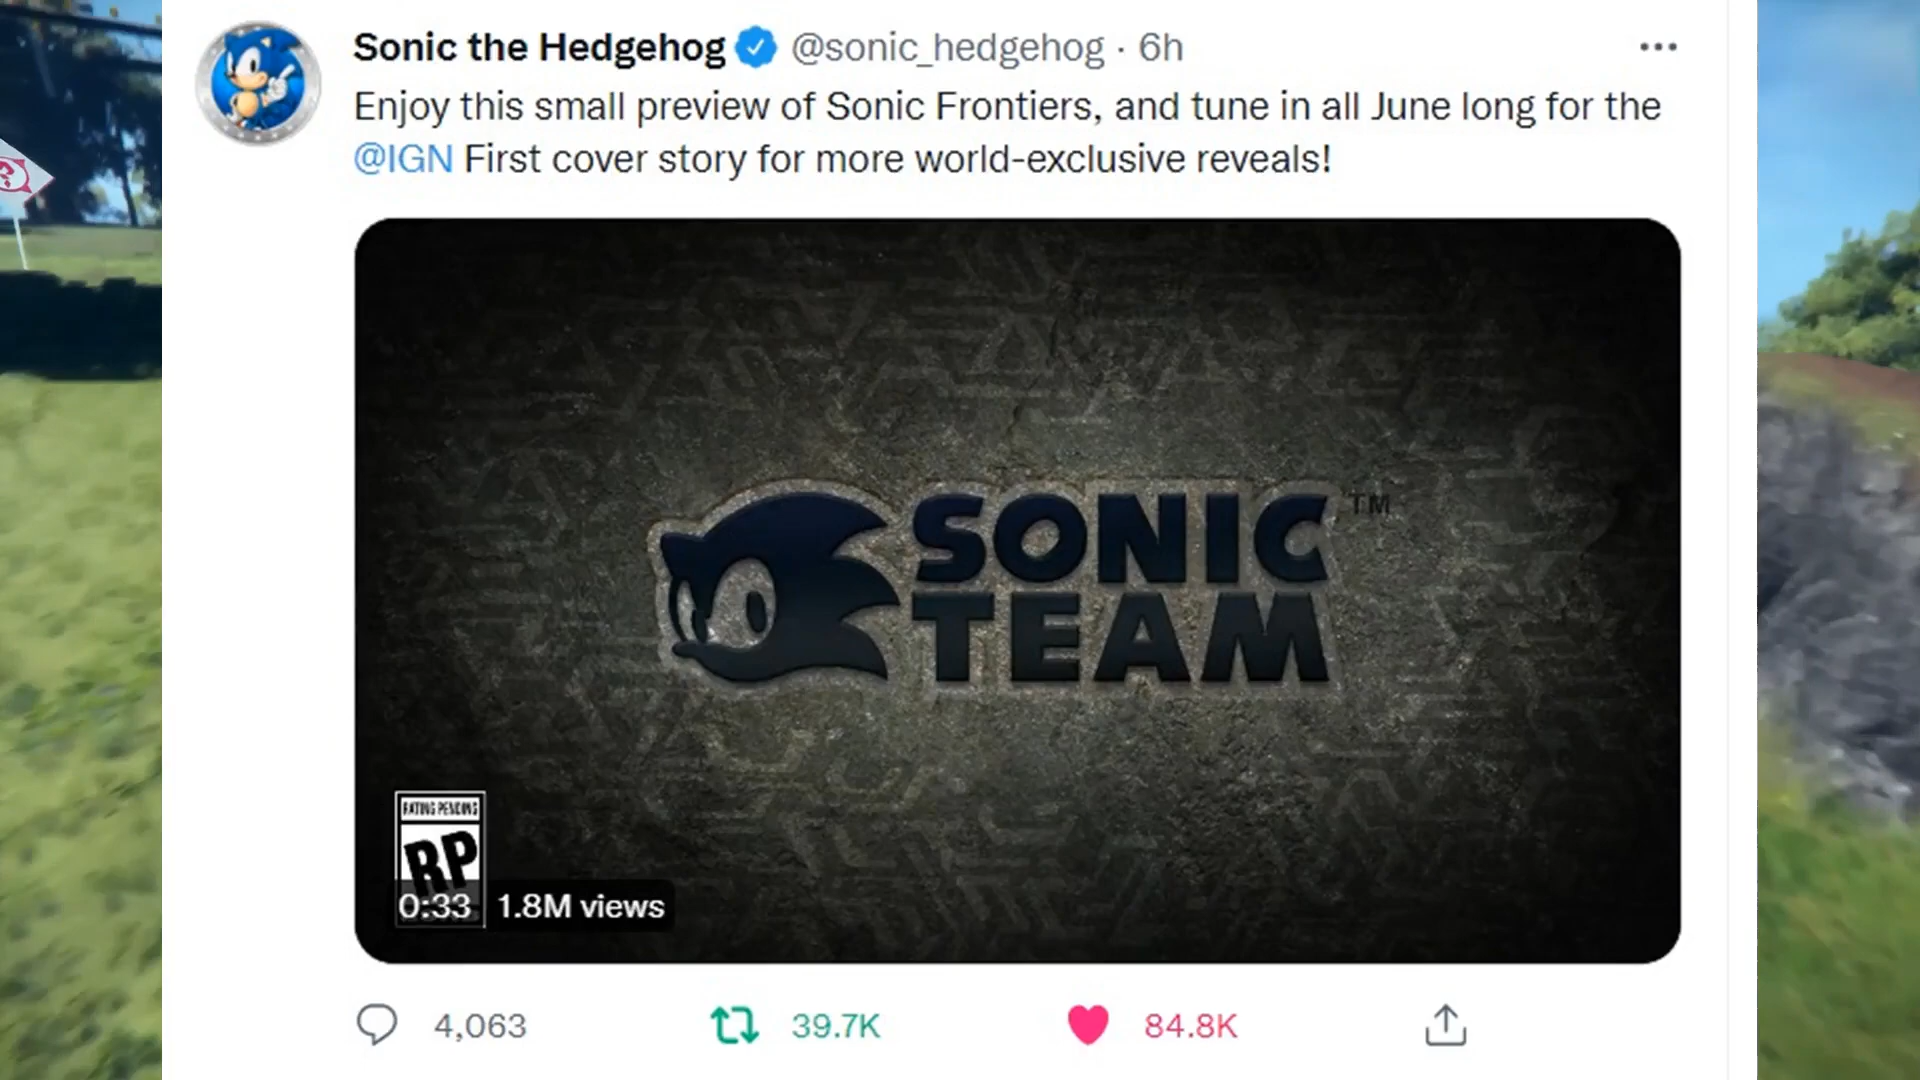 Sonic the Hedgehog @sonic_hedgehog · 6h
Enjoy this small preview of Sonic Frontiers, and tune in all June long for the
@IGN First cover story for more world-exclusive reveals!
SONIC TM
TEAM
RATING PENDING
RP
0:33 1.8M views
4,063 39.7K 84.8K